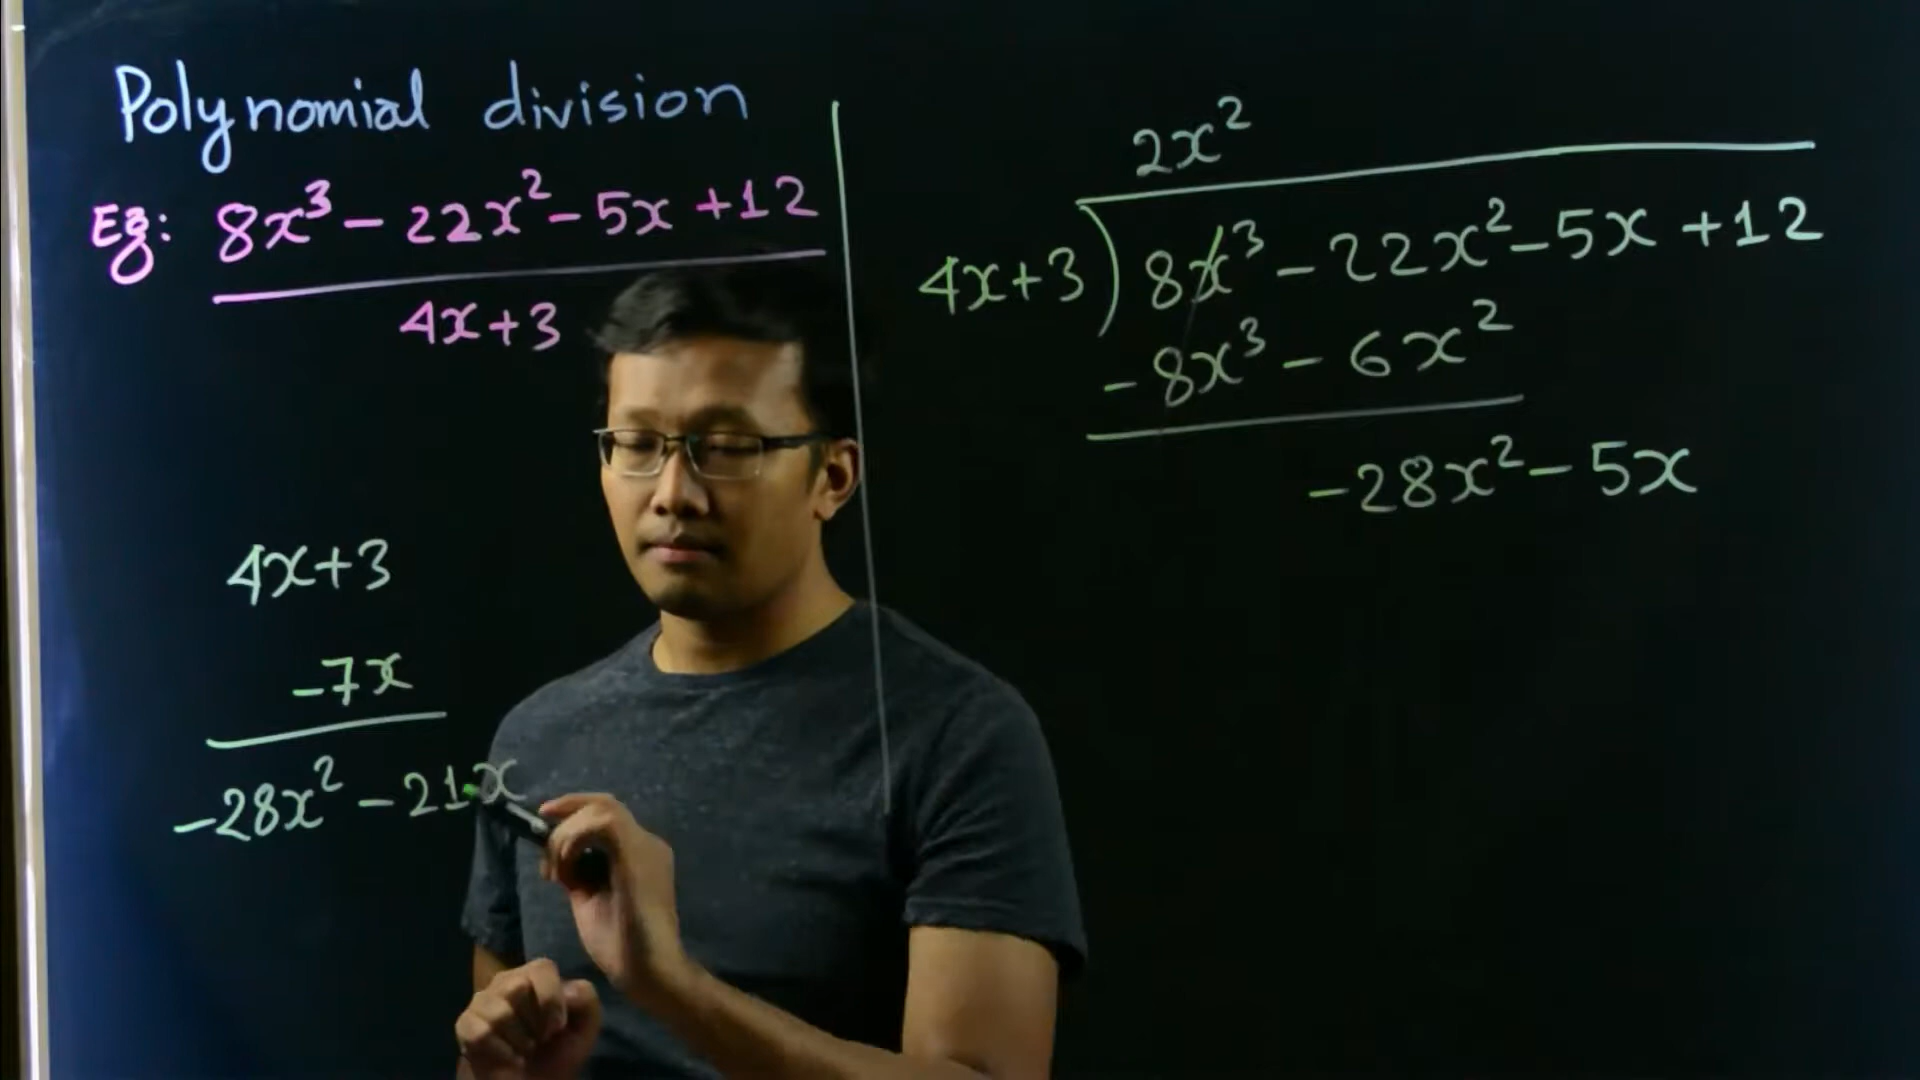 Polynomial division
Eg: 8x³ - 22x² - 5x + 12
4x + 3
4x + 3
-7x
-28x² - 21x
2x²
4x + 3 ) 8x³ - 22x² - 5x + 12
- 8x³ - 6x²
- 28x² - 5x